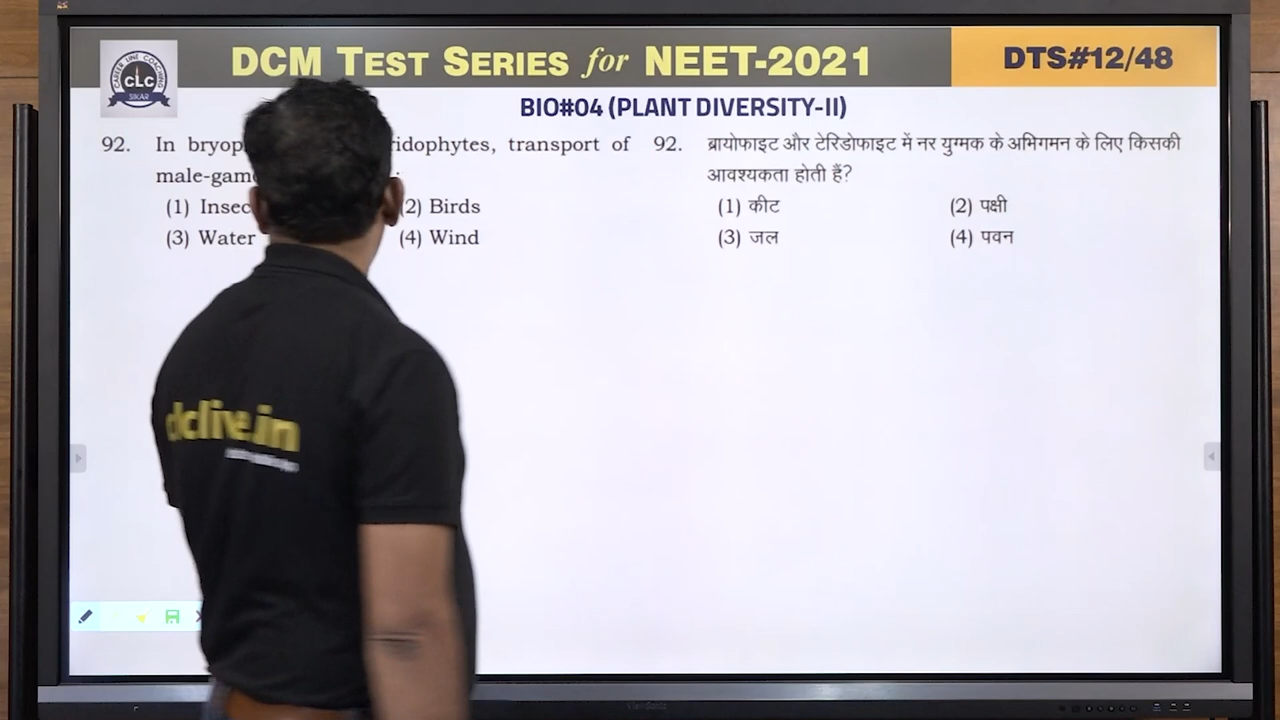 DCM TEST SERIES for NEET-2021
DTS#12/48
CAREER LINE COACHING
CLC
SIKAR
BIO#04 (PLANT DIVERSITY-II)
92. In bryop ridophytes, transport of
male-game :
(1) Insec (2) Birds
(3) Water (4) Wind
92. ब्रायोफाइट और टेरिडोफाइट में नर युग्मक के अभिगमन के लिए किसकी
आवश्यकता होती हैं?
(1) कीट (2) पक्षी
(3) जल (4) पवन
clclive.in
ViewSonic